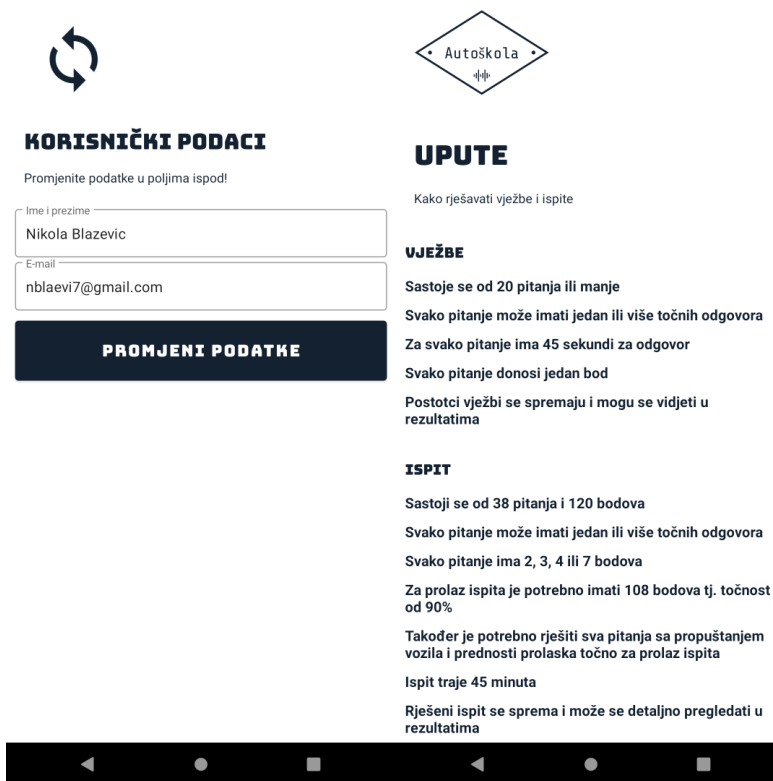 KORISNIČKI PODACI
Promjenite podatke u poljima ispod!
Ime i prezime
Nikola Blazevic
E-mail
nblaevi7@gmail.com
PROMJENI PODATKE
Autoškola
UPUTE
Kako rješavati vježbe i ispite
VJEŽBE
Sastoje se od 20 pitanja ili manje
Svako pitanje može imati jedan ili više točnih odgovora
Za svako pitanje ima 45 sekundi za odgovor
Svako pitanje donosi jedan bod
Postotci vježbi se spremaju i mogu se vidjeti u
rezultatima
ISPIT
Sastoji se od 38 pitanja i 120 bodova
Svako pitanje može imati jedan ili više točnih odgovora
Svako pitanje ima 2, 3, 4 ili 7 bodova
Za prolaz ispita je potrebno imati 108 bodova tj. točnost
od 90%
Također je potrebno rješiti sva pitanja sa propuštanjem
vozila i prednosti prolaska točno za prolaz ispita
Ispit traje 45 minuta
Rješeni ispit se sprema i može se detaljno pregledati u
rezultatima